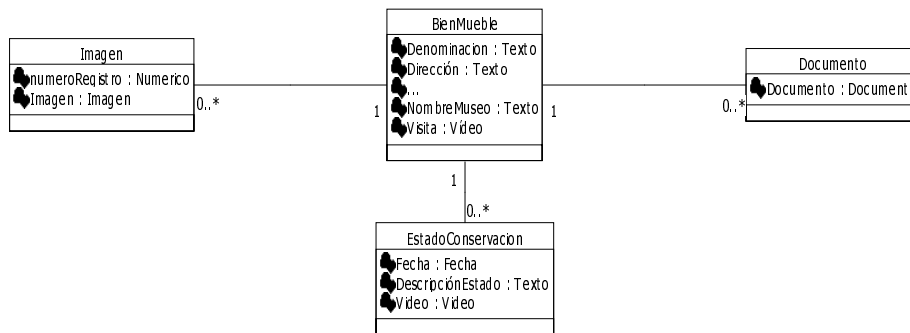 BienMueble
Denominacion : Texto
Dirección : Texto
...
NombreMuseo : Texto
Visita : Vídeo
Imagen
numeroRegistro : Numerico
Imagen : Imagen
Documento
Documento : Document
0..*
1
1
0..*
1
0..*
EstadoConservacion
Fecha : Fecha
DescripciónEstado : Texto
Video : Video